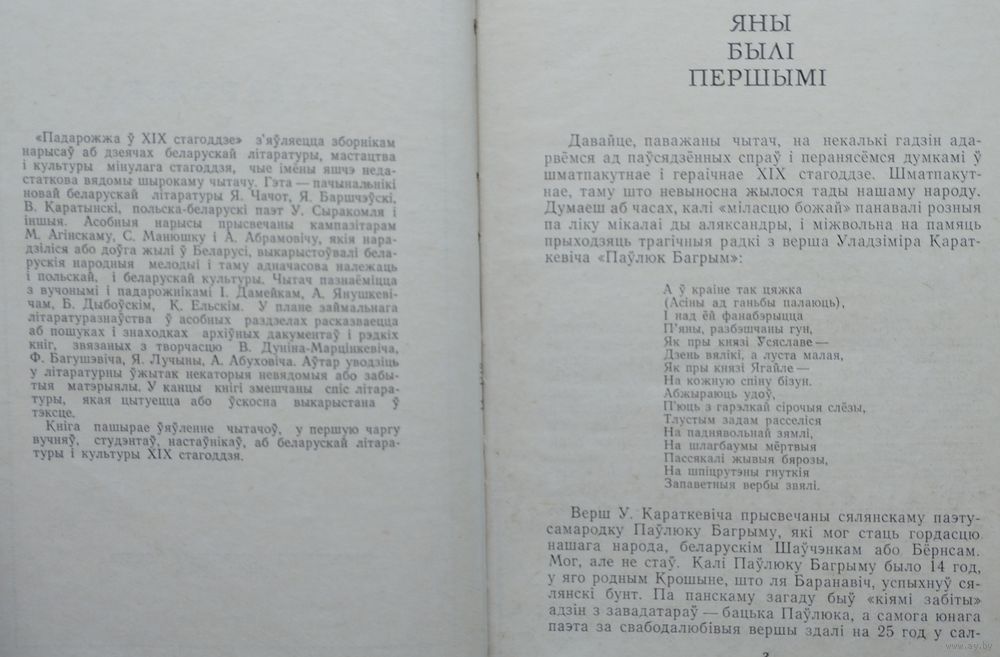 «Падарожжа ў XIX стагоддзе» з'яўляецца зборнікам
нарысаў аб дзеячах беларускай літаратуры, мастацтва
і культуры мінулага стагоддзя, чые імёны яшчэ неда-
статкова вядомы шырокаму чытачу. Гэта — пачынальнікі
новай беларускай літаратуры Я. Чачот, Я. Баршчэўскі,
В. Каратынскі, польска-беларускі паэт У. Сыракомля і
іншыя. Асобныя нарысы прысвечаны кампазітарам
М. Агінскаму, С. Манюшку і А. Абрамовічу, якія нара-
дзіліся або доўга жылі ў Беларусі, выкарыстоўвалі бела-
рускія народныя мелодыі і таму адначасова належаць
і польскай, і беларускай культуры. Чытач пазнаёміцца
з вучонымі і падарожнікамі І. Дамейкам, А. Янушкеві-
чам, Б. Дыбоўскім, К. Ельскім. У плане займальнага
літаратуразнаўства ў асобных раздзелах расказваецца
аб пошуках і знаходках архіўных дакументаў і рэдкіх
кніг, звязаных з творчасцю В. Дуніна-Марцінкевіча,
Ф. Багушэвіча, Я. Лучыны, А. Абуховіча. Аўтар уводзіць
у літаратурны ўжытак некаторыя невядомыя або забы-
тыя матэрыялы. У канцы кнігі змешчаны спіс літара-
туры, якая цытуецца або ўскосна выкарыстана ў
тэксце.
Кніга пашырае ўяўленне чытачоў, у першую чаргу
вучняў, студэнтаў, настаўнікаў, аб беларускай літара-
туры і культуры XIX стагоддзя.
ЯНЫ
БЫЛІ
ПЕРШЫМІ
Давайце, паважаны чытач, на некалькі гадзін ада-
рвёмся ад паўсядзённых спраў і перанясёмся думкамі ў
шматпакутнае і гераічнае XIX стагоддзе. Шматпакут-
нае, таму што невыносна жылося тады нашаму народу.
Думаеш аб часах, калі «міласцю божай» панавалі розныя
па ліку мікалаі ды аляксандры, і міжвольна на памяць
прыходзяць трагічныя радкі з верша Уладзіміра Карат-
кевіча «Паўлюк Багрым»:
А ў краіне так цяжка
(Асіны ад ганьбы палаюць),
І над ёй фанабэрыцца
П'яны, разбэшчаны гун,
Як пры князі Усяславе —
Дзень вялікі, а луста малая,
Як пры князі Ягайле —
На кожную спіну бізун.
Абжыраюць удоў,
П'юць з гарэлкай сірочыя слёзы,
Тлустым задам расселіся
На паднявольнай зямлі,
На шлагбаумы мёртвыя
Пассякалі жывыя бярозы,
На шпіцрутэны гнуткія
Запаветныя вербы звялі.
Верш У. Караткевіча прысвечаны сялянскаму паэту-
самародку Паўлюку Багрыму, які мог стаць гордасцю
нашага народа, беларускім Шаўчэнкам або Бёрнсам.
Мог, але не стаў. Калі Паўлюку Багрыму было 14 год,
у яго родным Крошыне, што ля Баранавіч, успыхнуў ся-
лянскі бунт. Па панскаму загаду быў «кіямі забіты»
адзін з завадатараў — бацька Паўлюка, а самога юнага
паэта за свабодалюбівыя вершы здалі на 25 год у сал-
3
www.ay.by